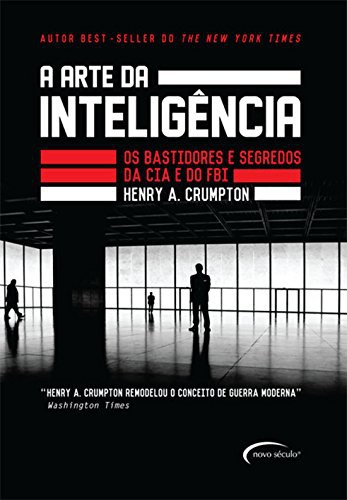 AUTOR BEST-SELLER DO THE NEW YORK TIMES
A ARTE DA
INTELIGÊNCIA
OS BASTIDORES E SEGREDOS
DA CIA E DO FBI
HENRY A. CRUMPTON
“HENRY A. CRUMPTON REMODELOU O CONCEITO DE GUERRA MODERNA”
Washington Times
novo século®